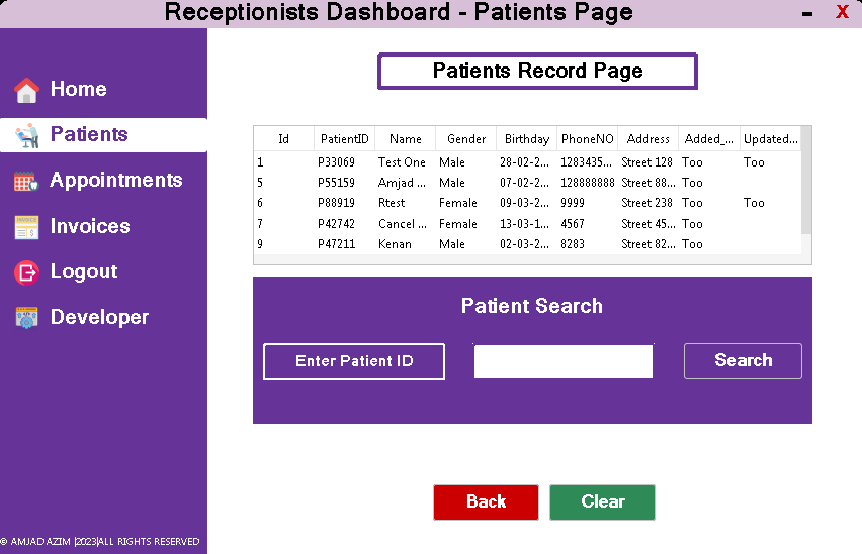 Receptionists Dashboard - Patients Page - X
Home
Patients
Appointments
Invoices
Logout
Developer
© AMJAD AZIM |2023|ALL RIGHTS RESERVED
Patients Record Page
Id PatientID Name Gender Birthday PhoneNO Address Added_... Updated...
1 P33069 Test One Male 28-02-2... 1283435... Street 128 Too Too
5 P55159 Amjad ... Male 07-02-2... 128888888 Street 88... Too
6 P88919 Rtest Female 09-03-2... 9999 Street 238 Too Too
7 P42742 Cancel ... Female 13-03-1... 4567 Street 45... Too
9 P47211 Kenan Male 02-03-2... 8283 Street 82... Too
Patient Search
Enter Patient ID Search
Back Clear